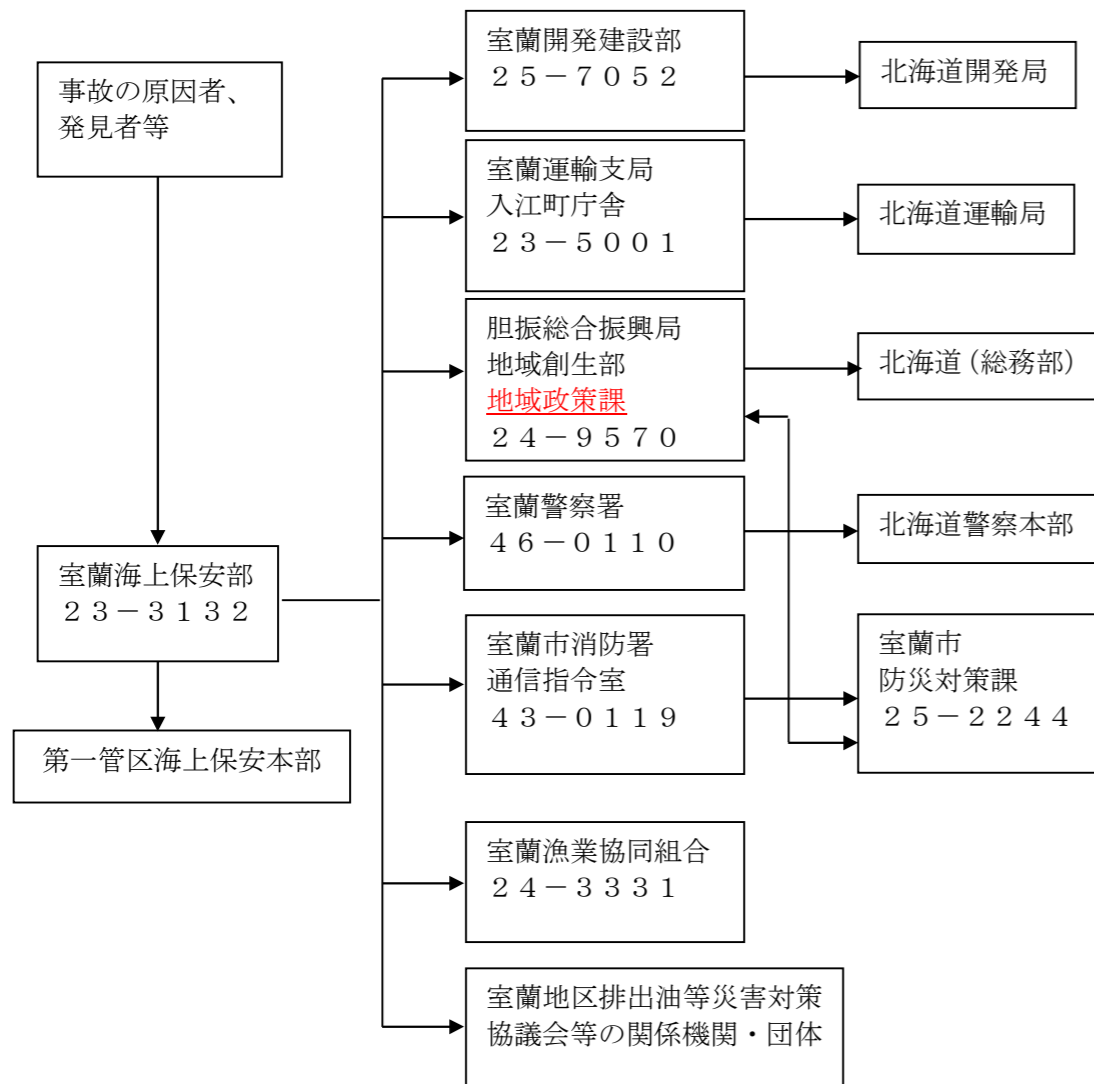 事故の原因者、
発見者等
室蘭海上保安部
２３－３１３２
第一管区海上保安本部
室蘭開発建設部
２５－７０５２
北海道開発局
室蘭運輸支局
入江町庁舎
２３－５００１
北海道運輸局
胆振総合振興局
地域創生部
地域政策課
２４－９５７０
北海道（総務部）
室蘭警察署
４６－０１１０
北海道警察本部
室蘭市消防署
通信指令室
４３－０１１９
室蘭市
防災対策課
２５－２２４４
室蘭漁業協同組合
２４－３３３１
室蘭地区排出油等災害対策
協議会等の関係機関・団体